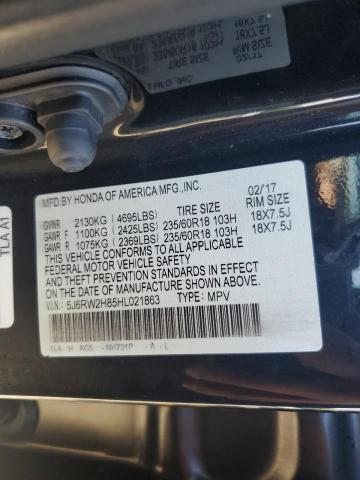 MFD.BY HONDA OF AMERICA MFG.,INC. 02/17
TIRE SIZE RIM SIZE
GVWR 2130KG (4695LBS)
GAWR F 1100KG (2425LBS) 235/60R18 103H 18X7.5J
GAWR R 1075KG (2369LBS) 235/60R18 103H 18X7.5J
THIS VEHICLE CONFORMS TO ALL APPLICABLE
FEDERAL MOTOR VEHICLE SAFETY AND THEFT
PREVENTION STANDARDS IN EFFECT ON THE DATE
OF MANUFACTURE SHOWN ABOVE.
V.I.N.: 5J6RW2H85HL021863 TYPE: MPV
TLA H AG5 - NH731P - A - L
TLA A1